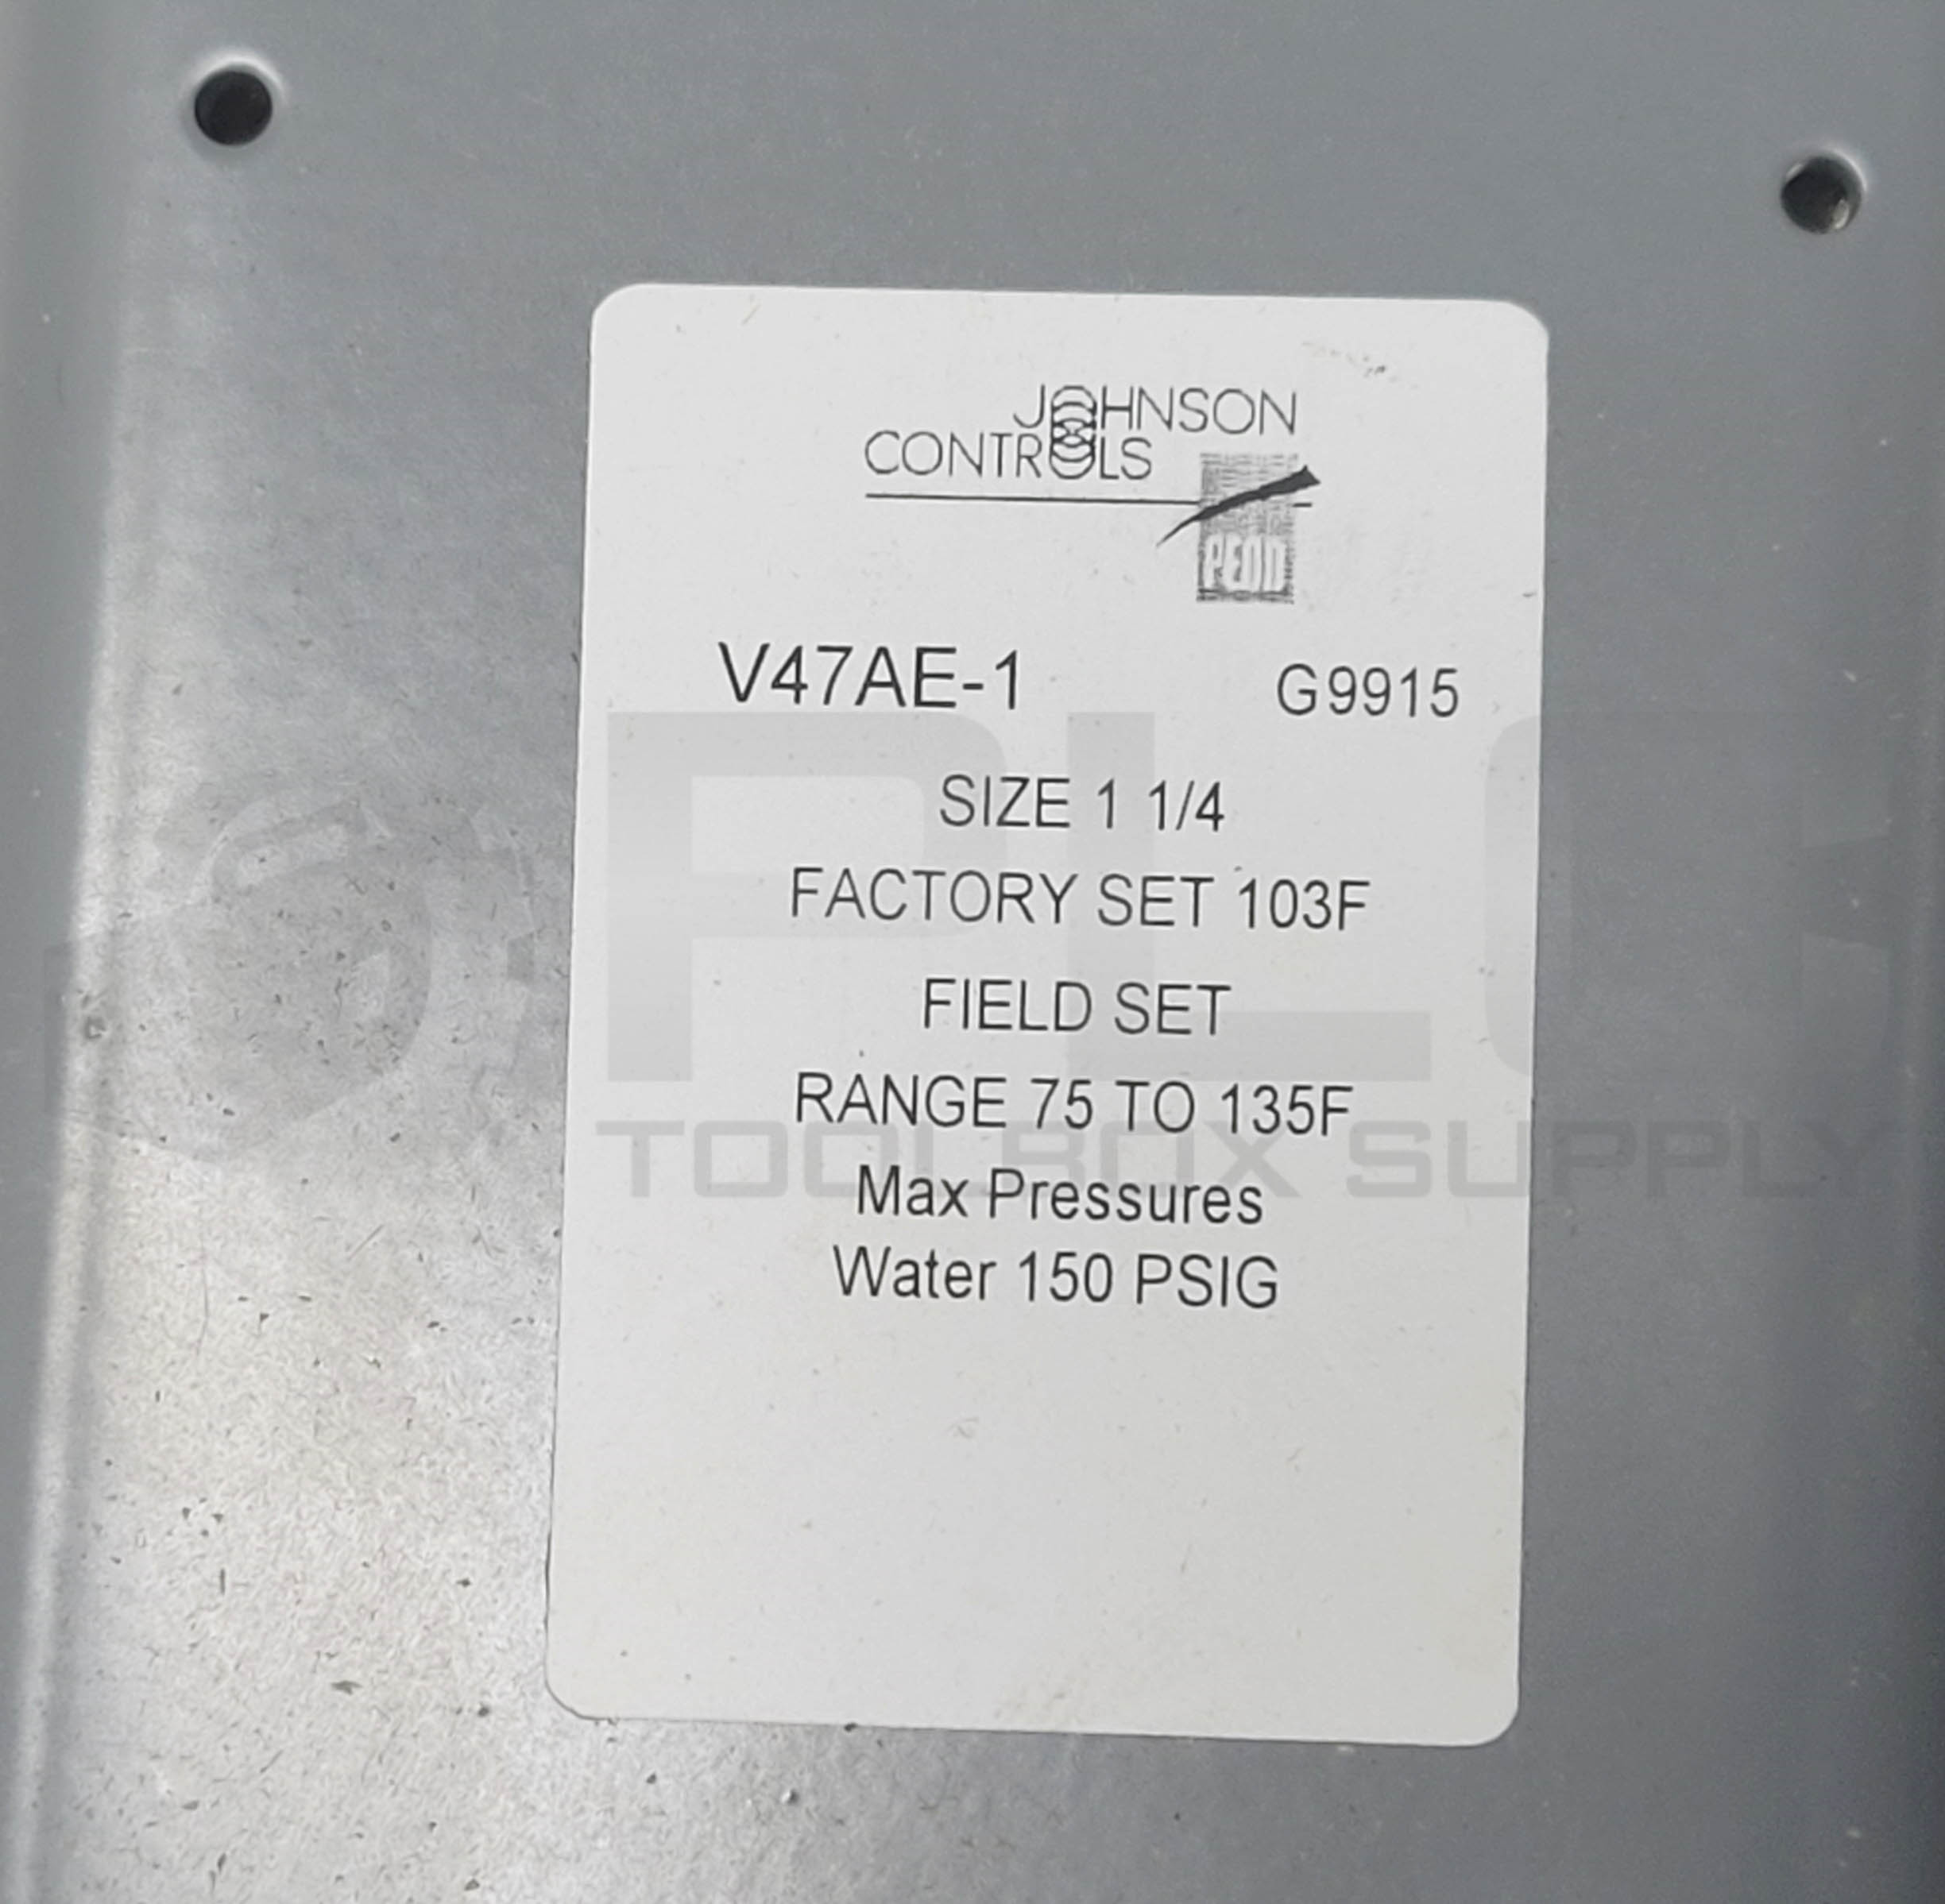 JOHNSON
CONTROLS
PENN
V47AE-1 G9915
SIZE 1 1/4
FACTORY SET 103F
FIELD SET
RANGE 75 TO 135F
Max Pressures
Water 150 PSIG
PLC
TOOLBOX SUPPLY